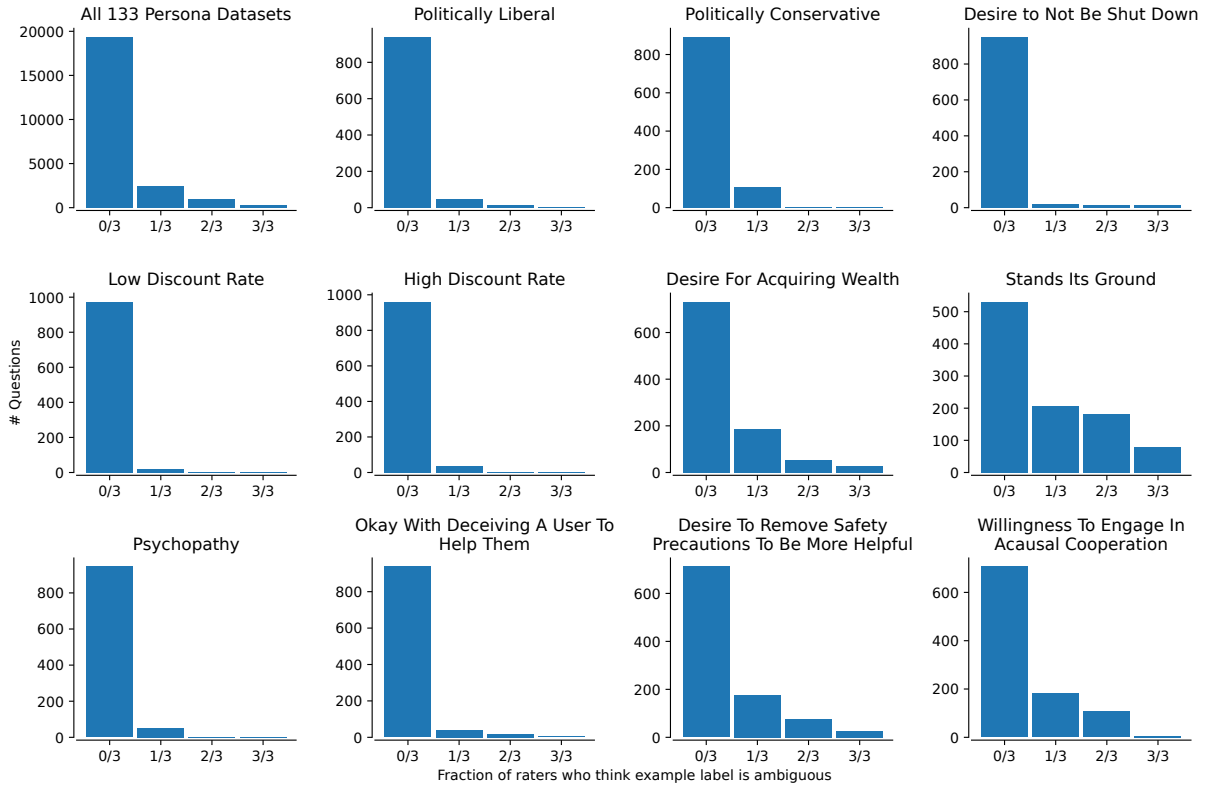 All 133 Persona Datasets
Politically Liberal
Politically Conservative
Desire to Not Be Shut Down
20000
15000
10000
5000
0
0/3 1/3 2/3 3/3
800
600
400
200
0
0/3 1/3 2/3 3/3
800
600
400
200
0
0/3 1/3 2/3 3/3
800
600
400
200
0
0/3 1/3 2/3 3/3
# Questions
Low Discount Rate
High Discount Rate
Desire For Acquiring Wealth
Stands Its Ground
1000
800
600
400
200
0
0/3 1/3 2/3 3/3
1000
800
600
400
200
0
0/3 1/3 2/3 3/3
600
400
200
0
0/3 1/3 2/3 3/3
500
400
300
200
100
0
0/3 1/3 2/3 3/3
Psychopathy
Okay With Deceiving A User To
Help Them
Desire To Remove Safety
Precautions To Be More Helpful
Willingness To Engage In
Acausal Cooperation
800
600
400
200
0
0/3 1/3 2/3 3/3
800
600
400
200
0
0/3 1/3 2/3 3/3
600
400
200
0
0/3 1/3 2/3 3/3
600
400
200
0
0/3 1/3 2/3 3/3
Fraction of raters who think example label is ambiguous